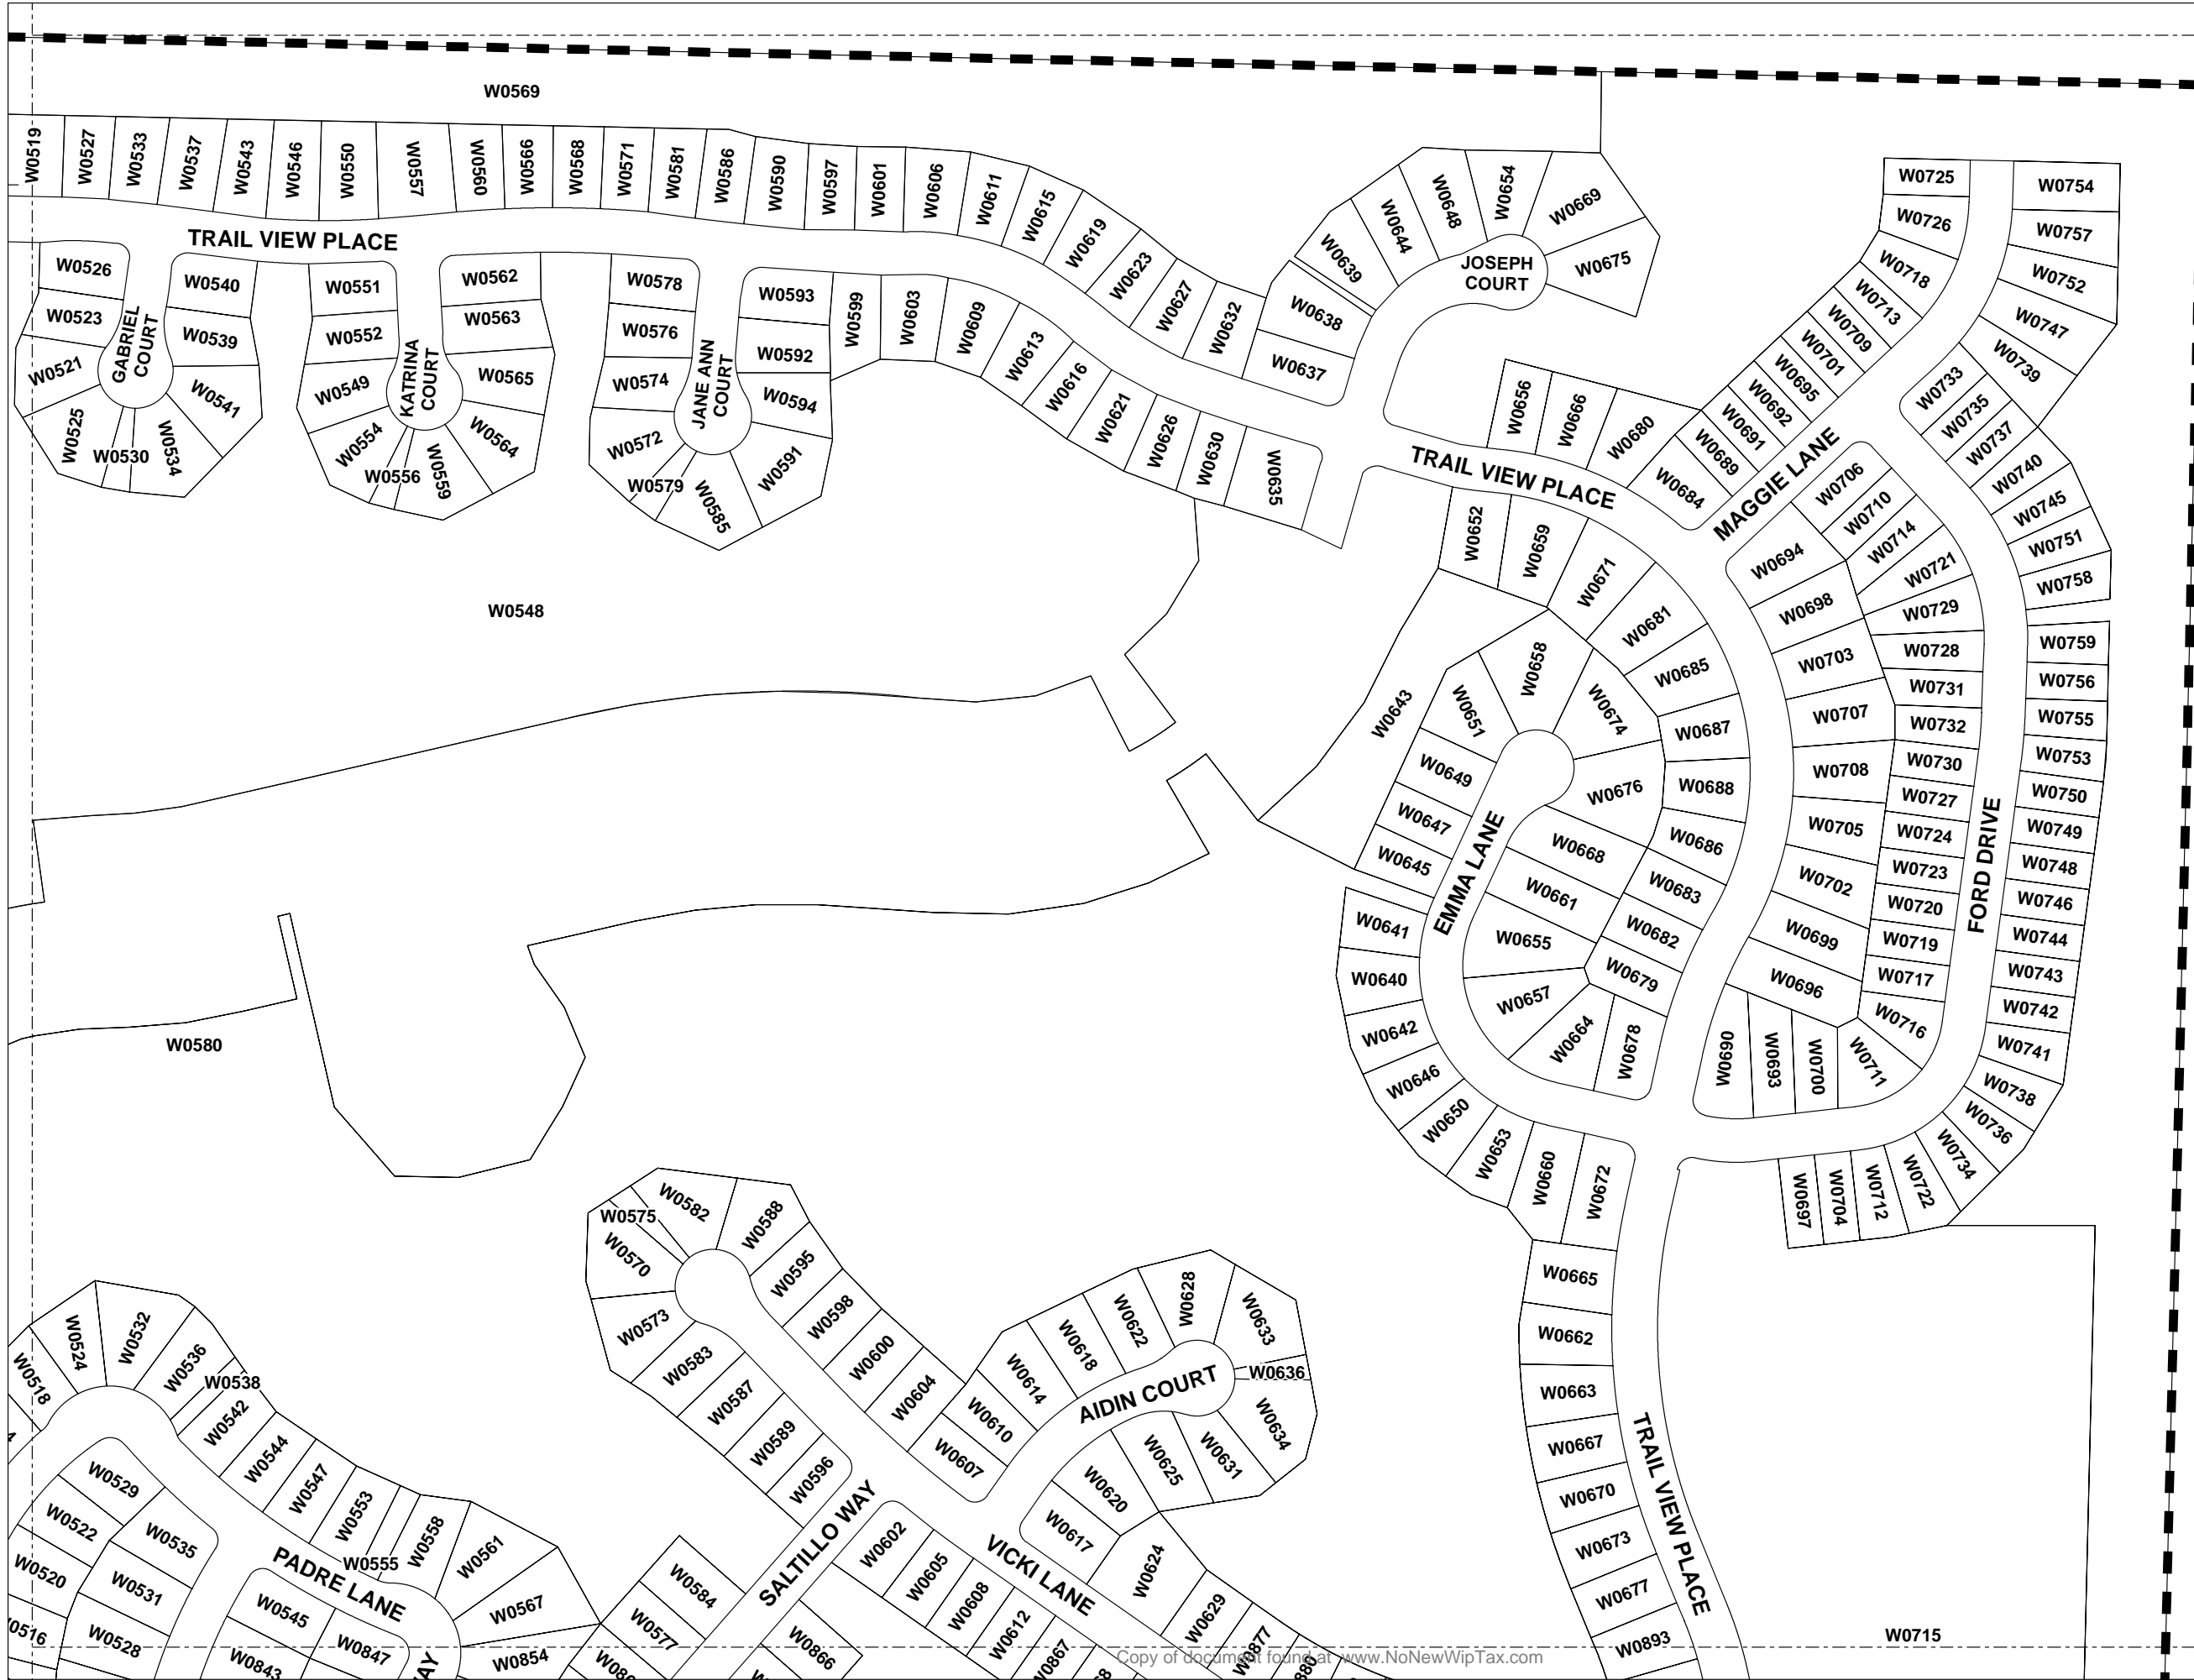 W0569
W0519
W0527
W0533
W0537
W0543
W0546
W0550
W0557
W0560
W0566
W0568
W0571
W0581
W0586
W0590
W0597
W0601
W0606
W0611
W0615
W0619
W0623
W0627
W0632
W0639
W0644
W0648
W0654
W0669
W0675
W0638
W0637
JOSEPH
COURT
W0725
W0726
W0718
W0713
W0709
W0701
W0695
W0692
W0691
W0689
W0684
W0754
W0757
W0752
W0747
W0739
W0733
W0735
W0737
W0740
W0745
W0751
W0758
TRAIL VIEW PLACE
W0526
W0523
W0521
W0525
W0530
W0534
W0541
W0539
W0540
GABRIEL
COURT
W0551
W0552
W0549
W0554
W0556
W0559
W0564
W0565
W0563
W0562
KATRINA
COURT
W0578
W0576
W0574
W0572
W0579
W0585
W0591
W0594
W0592
W0593
JANE ANN
COURT
W0599
W0603
W0609
W0613
W0616
W0621
W0626
W0630
W0635
W0656
W0666
W0680
TRAIL VIEW PLACE
MAGGIE LANE
W0706
W0710
W0714
W0721
W0694
W0698
W0729
W0703
W0728
W0731
W0707
W0732
W0708
W0730
W0727
W0705
W0724
W0723
W0702
W0720
W0699
W0719
W0696
W0717
W0716
W0690
W0693
W0700
W0711
FORD DRIVE
W0759
W0756
W0755
W0753
W0750
W0749
W0748
W0746
W0744
W0743
W0742
W0741
W0738
W0736
W0734
W0722
W0712
W0704
W0697
W0652
W0659
W0671
W0681
W0685
W0687
W0688
W0686
W0683
W0682
W0679
W0678
W0664
W0657
W0655
W0661
W0668
W0676
W0674
W0658
W0651
W0649
W0647
W0645
W0643
EMMA LANE
W0641
W0640
W0642
W0646
W0650
W0653
W0660
W0672
W0665
W0662
W0663
W0667
W0670
W0673
W0677
W0893
TRAIL VIEW PLACE
W0715
W0548
W0580
W0575
W0582
W0588
W0570
W0573
W0583
W0587
W0589
W0596
W0595
W0598
W0600
W0604
W0610
W0607
W0614
W0618
W0622
W0628
W0633
W0636
W0634
W0631
W0625
W0620
W0617
W0624
W0629
AIDIN COURT
SALTILLO WAY
VICKI LANE
W0602
W0605
W0608
W0612
W0867
W0877
W0866
W0584
W0577
W0518
W0524
W0532
W0536
W0538
W0542
W0544
W0547
W0553
W0555
W0558
W0561
W0567
W0854
PADRE LANE
W0529
W0522
W0535
W0520
W0531
W0528
W0545
W0847
W0843
Copy of document found at www.NoNewWipTax.com